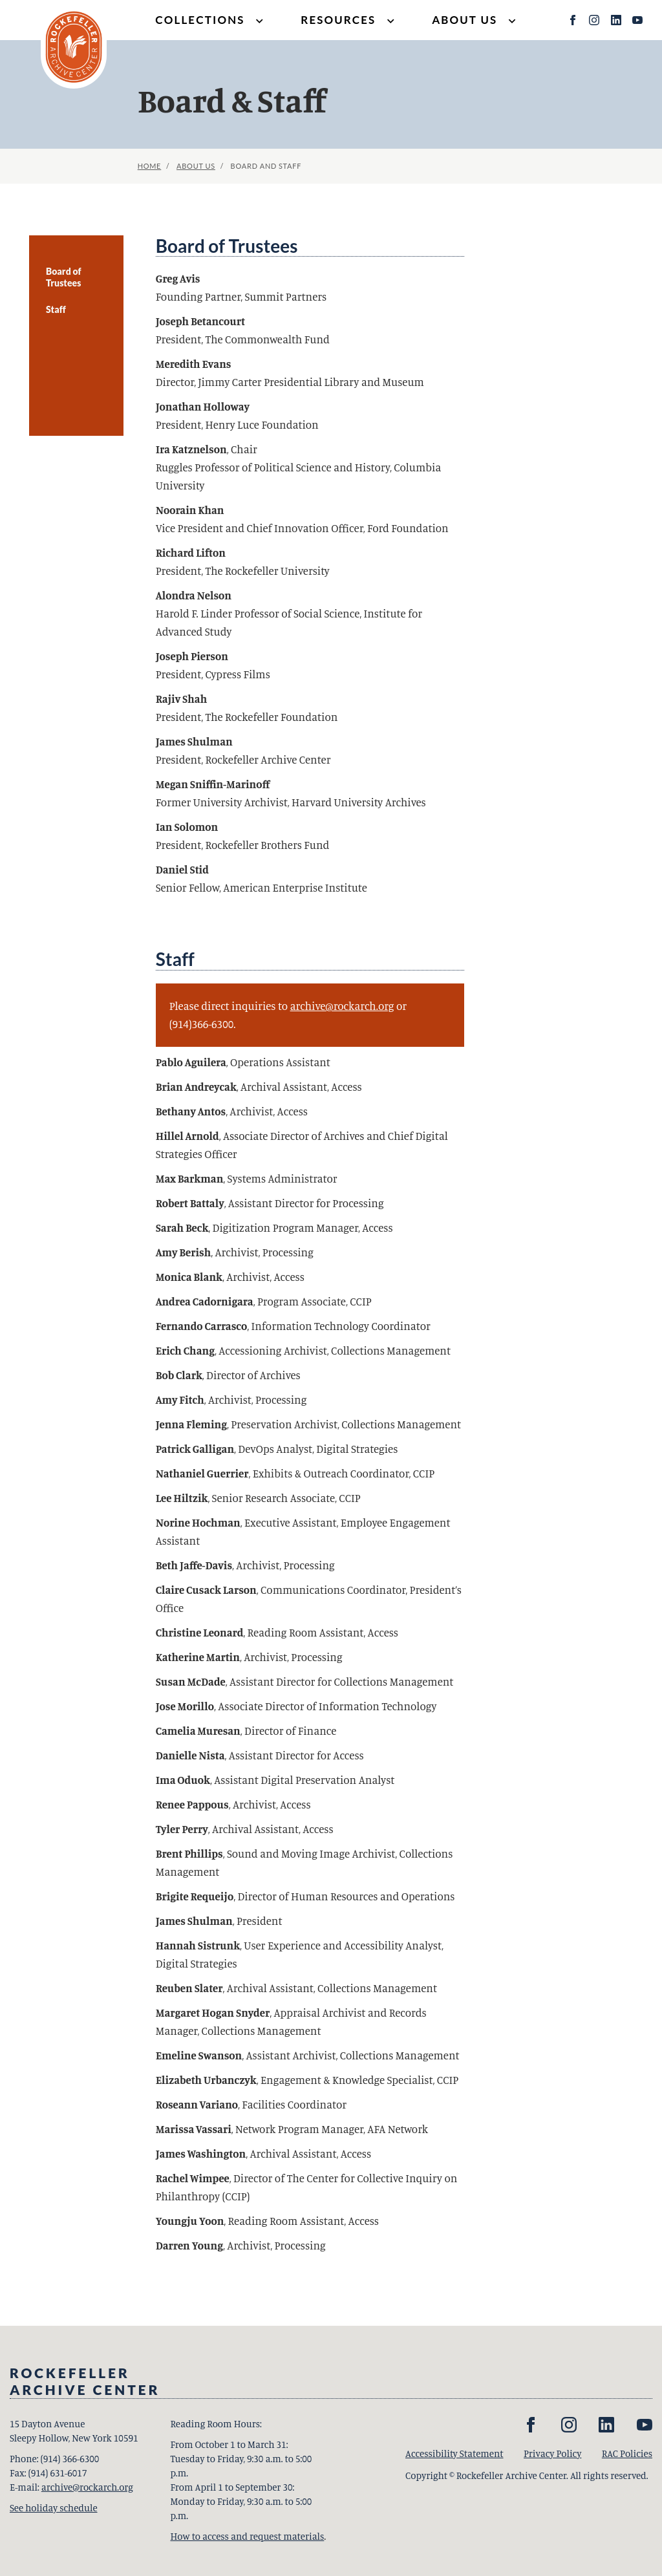 COLLECTIONS
RESOURCES
ABOUT US
ROCKEFELLER
ARCHIVE CENTER
Board & Staff
HOME / ABOUT US / BOARD AND STAFF
Board of
Trustees
Staff
Board of Trustees
Greg Avis
Founding Partner, Summit Partners
Joseph Betancourt
President, The Commonwealth Fund
Meredith Evans
Director, Jimmy Carter Presidential Library and Museum
Jonathan Holloway
President, Henry Luce Foundation
Ira Katznelson, Chair
Ruggles Professor of Political Science and History, Columbia
University
Noorain Khan
Vice President and Chief Innovation Officer, Ford Foundation
Richard Lifton
President, The Rockefeller University
Alondra Nelson
Harold F. Linder Professor of Social Science, Institute for
Advanced Study
Joseph Pierson
President, Cypress Films
Rajiv Shah
President, The Rockefeller Foundation
James Shulman
President, Rockefeller Archive Center
Megan Sniffin-Marinoff
Former University Archivist, Harvard University Archives
Ian Solomon
President, Rockefeller Brothers Fund
Daniel Stid
Senior Fellow, American Enterprise Institute
Staff
Please direct inquiries to archive@rockarch.org or
(914)366-6300.
Pablo Aguilera, Operations Assistant
Brian Andreycak, Archival Assistant, Access
Bethany Antos, Archivist, Access
Hillel Arnold, Associate Director of Archives and Chief Digital
Strategies Officer
Max Barkman, Systems Administrator
Robert Battaly, Assistant Director for Processing
Sarah Beck, Digitization Program Manager, Access
Amy Berish, Archivist, Processing
Monica Blank, Archivist, Access
Andrea Cadornigara, Program Associate, CCIP
Fernando Carrasco, Information Technology Coordinator
Erich Chang, Accessioning Archivist, Collections Management
Bob Clark, Director of Archives
Amy Fitch, Archivist, Processing
Jenna Fleming, Preservation Archivist, Collections Management
Patrick Galligan, DevOps Analyst, Digital Strategies
Nathaniel Guerrier, Exhibits & Outreach Coordinator, CCIP
Lee Hiltzik, Senior Research Associate, CCIP
Norine Hochman, Executive Assistant, Employee Engagement
Assistant
Beth Jaffe-Davis, Archivist, Processing
Claire Cusack Larson, Communications Coordinator, President's
Office
Christine Leonard, Reading Room Assistant, Access
Katherine Martin, Archivist, Processing
Susan McDade, Assistant Director for Collections Management
Jose Morillo, Associate Director of Information Technology
Camelia Muresan, Director of Finance
Danielle Nista, Assistant Director for Access
Ima Oduok, Assistant Digital Preservation Analyst
Renee Pappous, Archivist, Access
Tyler Perry, Archival Assistant, Access
Brent Phillips, Sound and Moving Image Archivist, Collections
Management
Brigite Requeijo, Director of Human Resources and Operations
James Shulman, President
Hannah Sistrunk, User Experience and Accessibility Analyst,
Digital Strategies
Reuben Slater, Archival Assistant, Collections Management
Margaret Hogan Snyder, Appraisal Archivist and Records
Manager, Collections Management
Emeline Swanson, Assistant Archivist, Collections Management
Elizabeth Urbanczyk, Engagement & Knowledge Specialist, CCIP
Roseann Variano, Facilities Coordinator
Marissa Vassari, Network Program Manager, AFA Network
James Washington, Archival Assistant, Access
Rachel Wimpee, Director of The Center for Collective Inquiry on
Philanthropy (CCIP)
Youngju Yoon, Reading Room Assistant, Access
Darren Young, Archivist, Processing
ROCKEFELLER
ARCHIVE CENTER
15 Dayton Avenue
Sleepy Hollow, New York 10591
Phone: (914) 366-6300
Fax: (914) 631-6017
E-mail: archive@rockarch.org
See holiday schedule
Reading Room Hours:
From October 1 to March 31:
Tuesday to Friday, 9:30 a.m. to 5:00
p.m.
From April 1 to September 30:
Monday to Friday, 9:30 a.m. to 5:00
p.m.
How to access and request materials.
Accessibility Statement
Privacy Policy
RAC Policies
Copyright © Rockefeller Archive Center. All rights reserved.